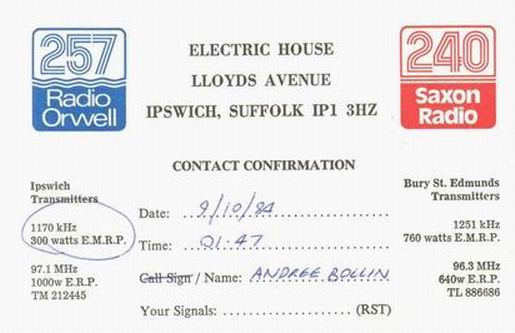 257
Radio
Orwell
ELECTRIC HOUSE
LLOYDS AVENUE
IPSWICH, SUFFOLK IP1 3HZ
240
Saxon
Radio
CONTACT CONFIRMATION
Ipswich
Transmitters
1170 kHz
300 watts E.M.R.P.
97.1 MHz
1000w E.R.P.
TM 212445
Date: 9/10/84
Time: 01:47
Call Sign / Name: ANDREE BOLLIN
Your Signals: .................... (RST)
Bury St. Edmunds
Transmitters
1251 kHz
760 watts E.M.R.P.
96.3 MHz
640w E.R.P.
TL 886686